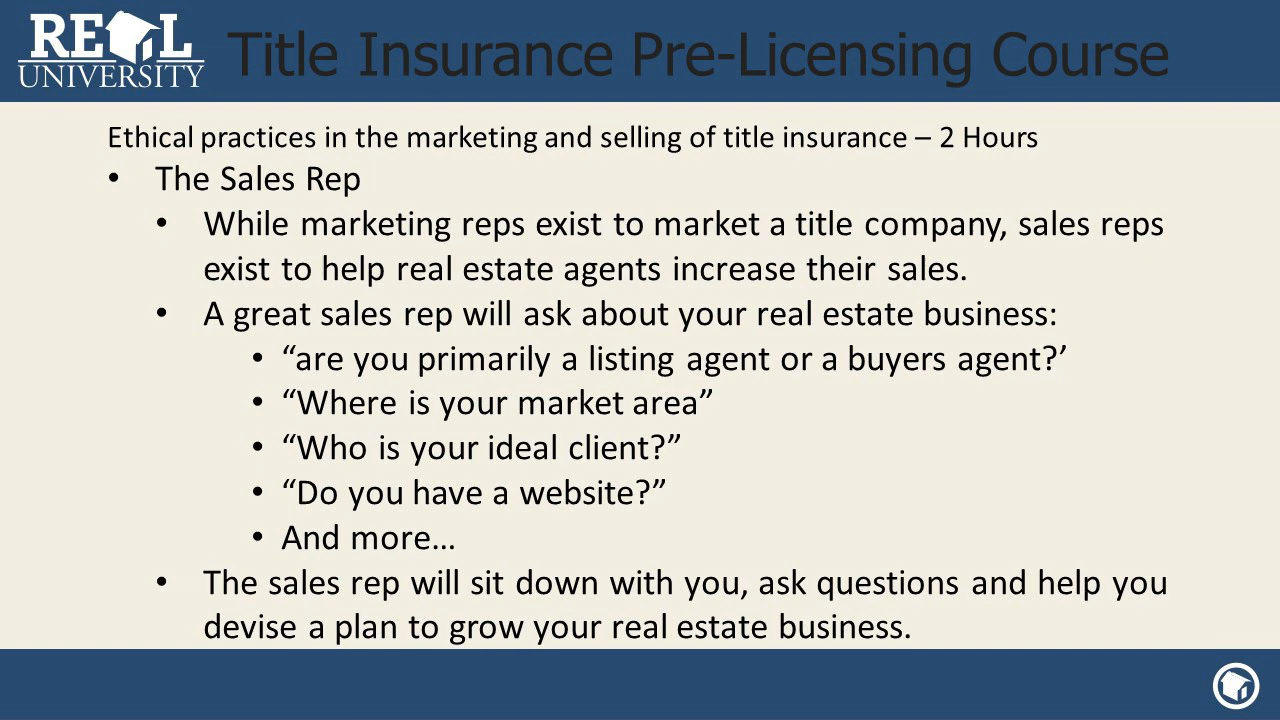 RE L
UNIVERSITY
Title Insurance Pre-Licensing Course
Ethical practices in the marketing and selling of title insurance – 2 Hours
• The Sales Rep
• While marketing reps exist to market a title company, sales reps
exist to help real estate agents increase their sales.
• A great sales rep will ask about your real estate business:
• “are you primarily a listing agent or a buyers agent?’
• “Where is your market area”
• “Who is your ideal client?”
• “Do you have a website?”
• And more…
• The sales rep will sit down with you, ask questions and help you
devise a plan to grow your real estate business.